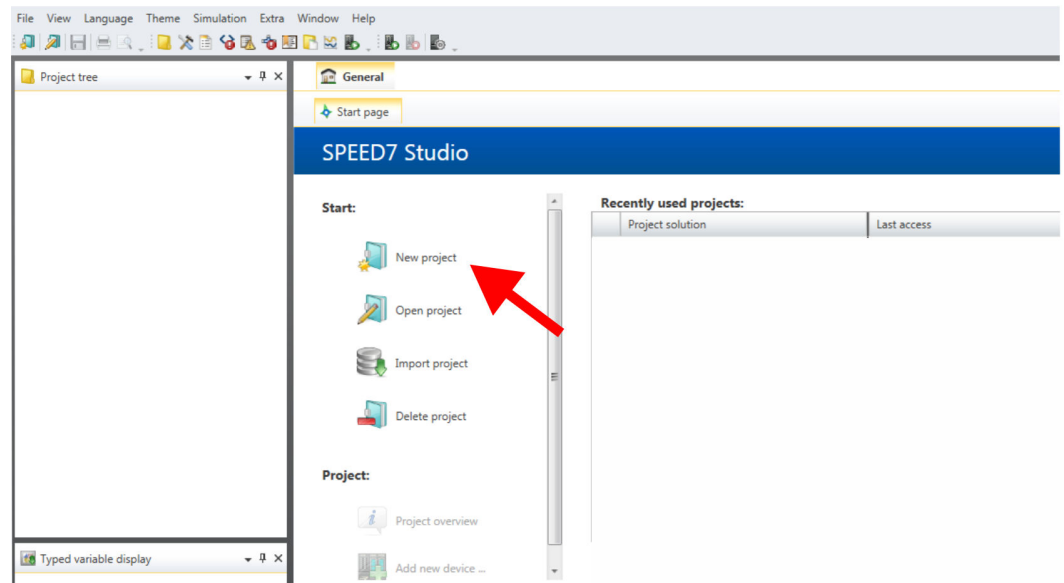 File View Language Theme Simulation Extra Window Help
Project tree
General
Start page
SPEED7 Studio
Start:
New project
Open project
Import project
Delete project
Project:
Project overview
Add new device ...
Recently used projects:
Project solution Last access
Typed variable display